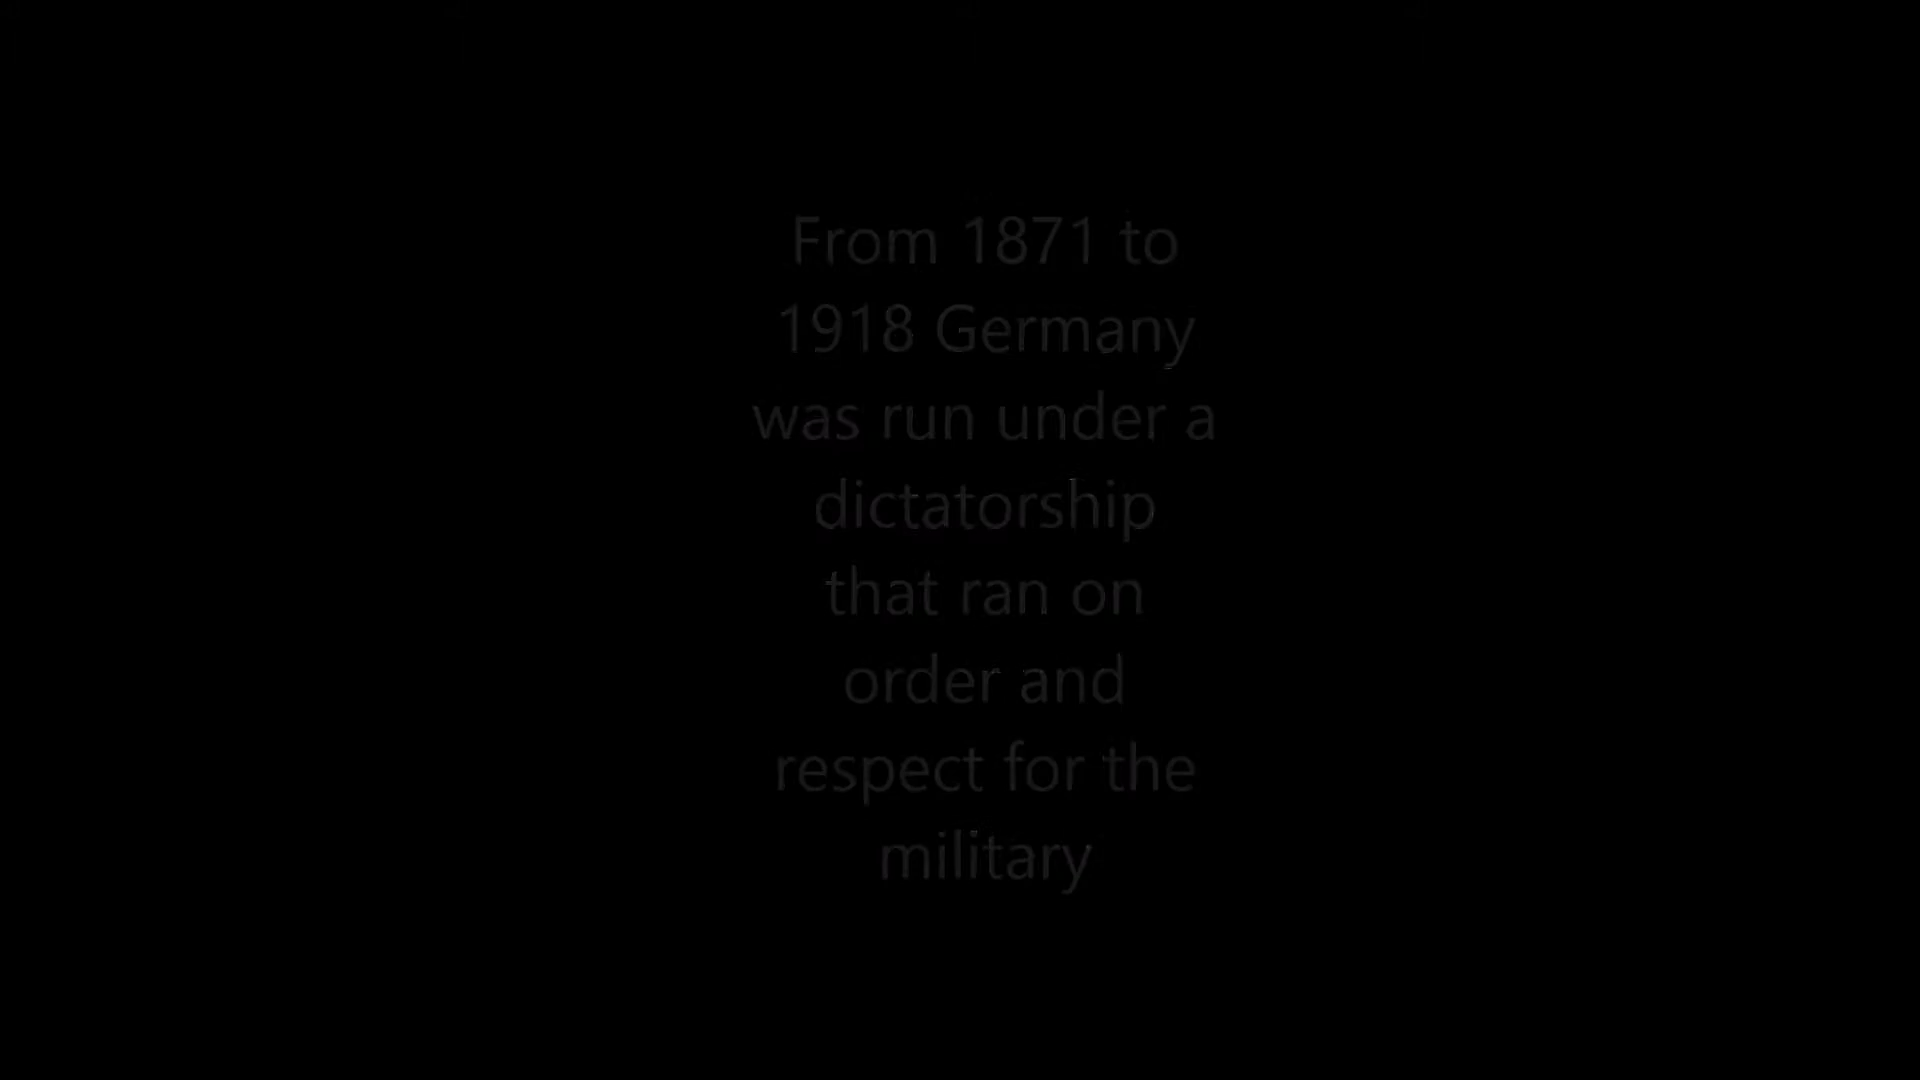 From 1871 to
1918 Germany
was run under a
dictatorship
that ran on
order and
respect for the
military